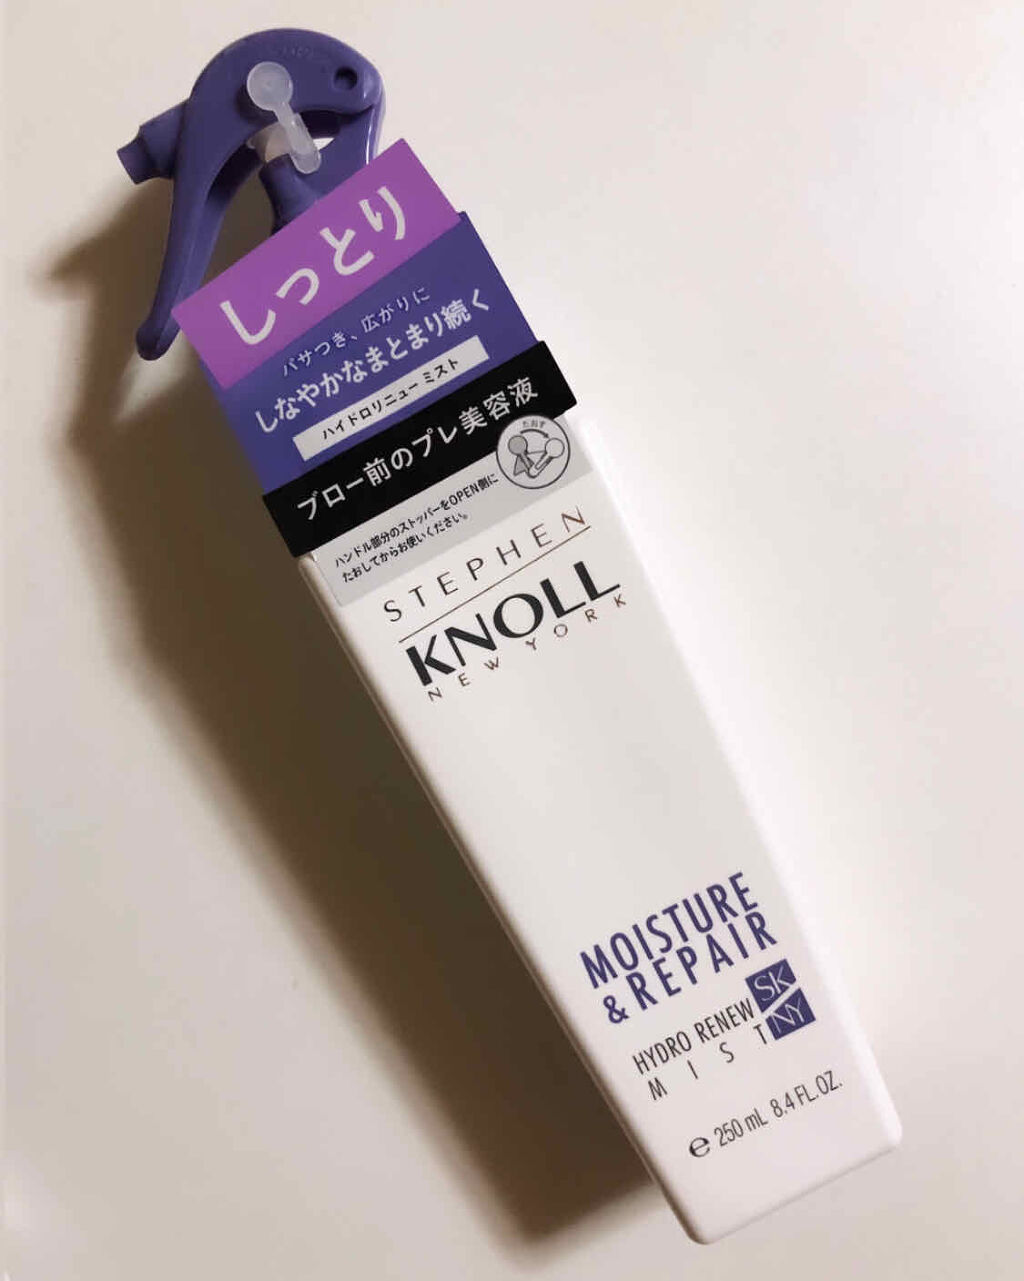 しっとり
パサつき、広がりに
しなやかなまとまり続く
ハイドロリニュー ミスト
ブロー前のプレ美容液
たおす
ハンドル部分のストッパーをOPEN側に
たおしてからお使いください。
STEPHEN
KNOLL
NEW YORK
MOISTURE
& REPAIR
SK
NY
HYDRO RENEW
MIST
e 250 mL 8.4 FL.OZ.